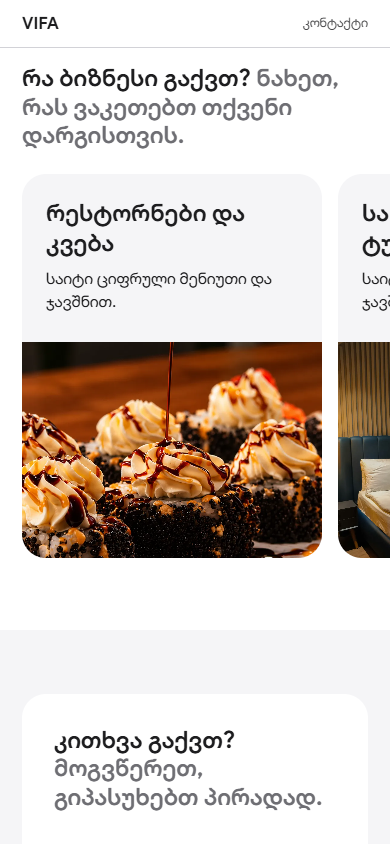 VIFA
კონტაქტი
რა ბიზნესი გაქვთ? ნახეთ,
რას ვაკეთებთ თქვენი
დარგისთვის.
რესტორნები და
კვება
საიტი ციფრული მენიუთი და
ჯავშნით.
კითხვა გაქვთ?
მოგვწერეთ,
გიპასუხებთ პირადად.